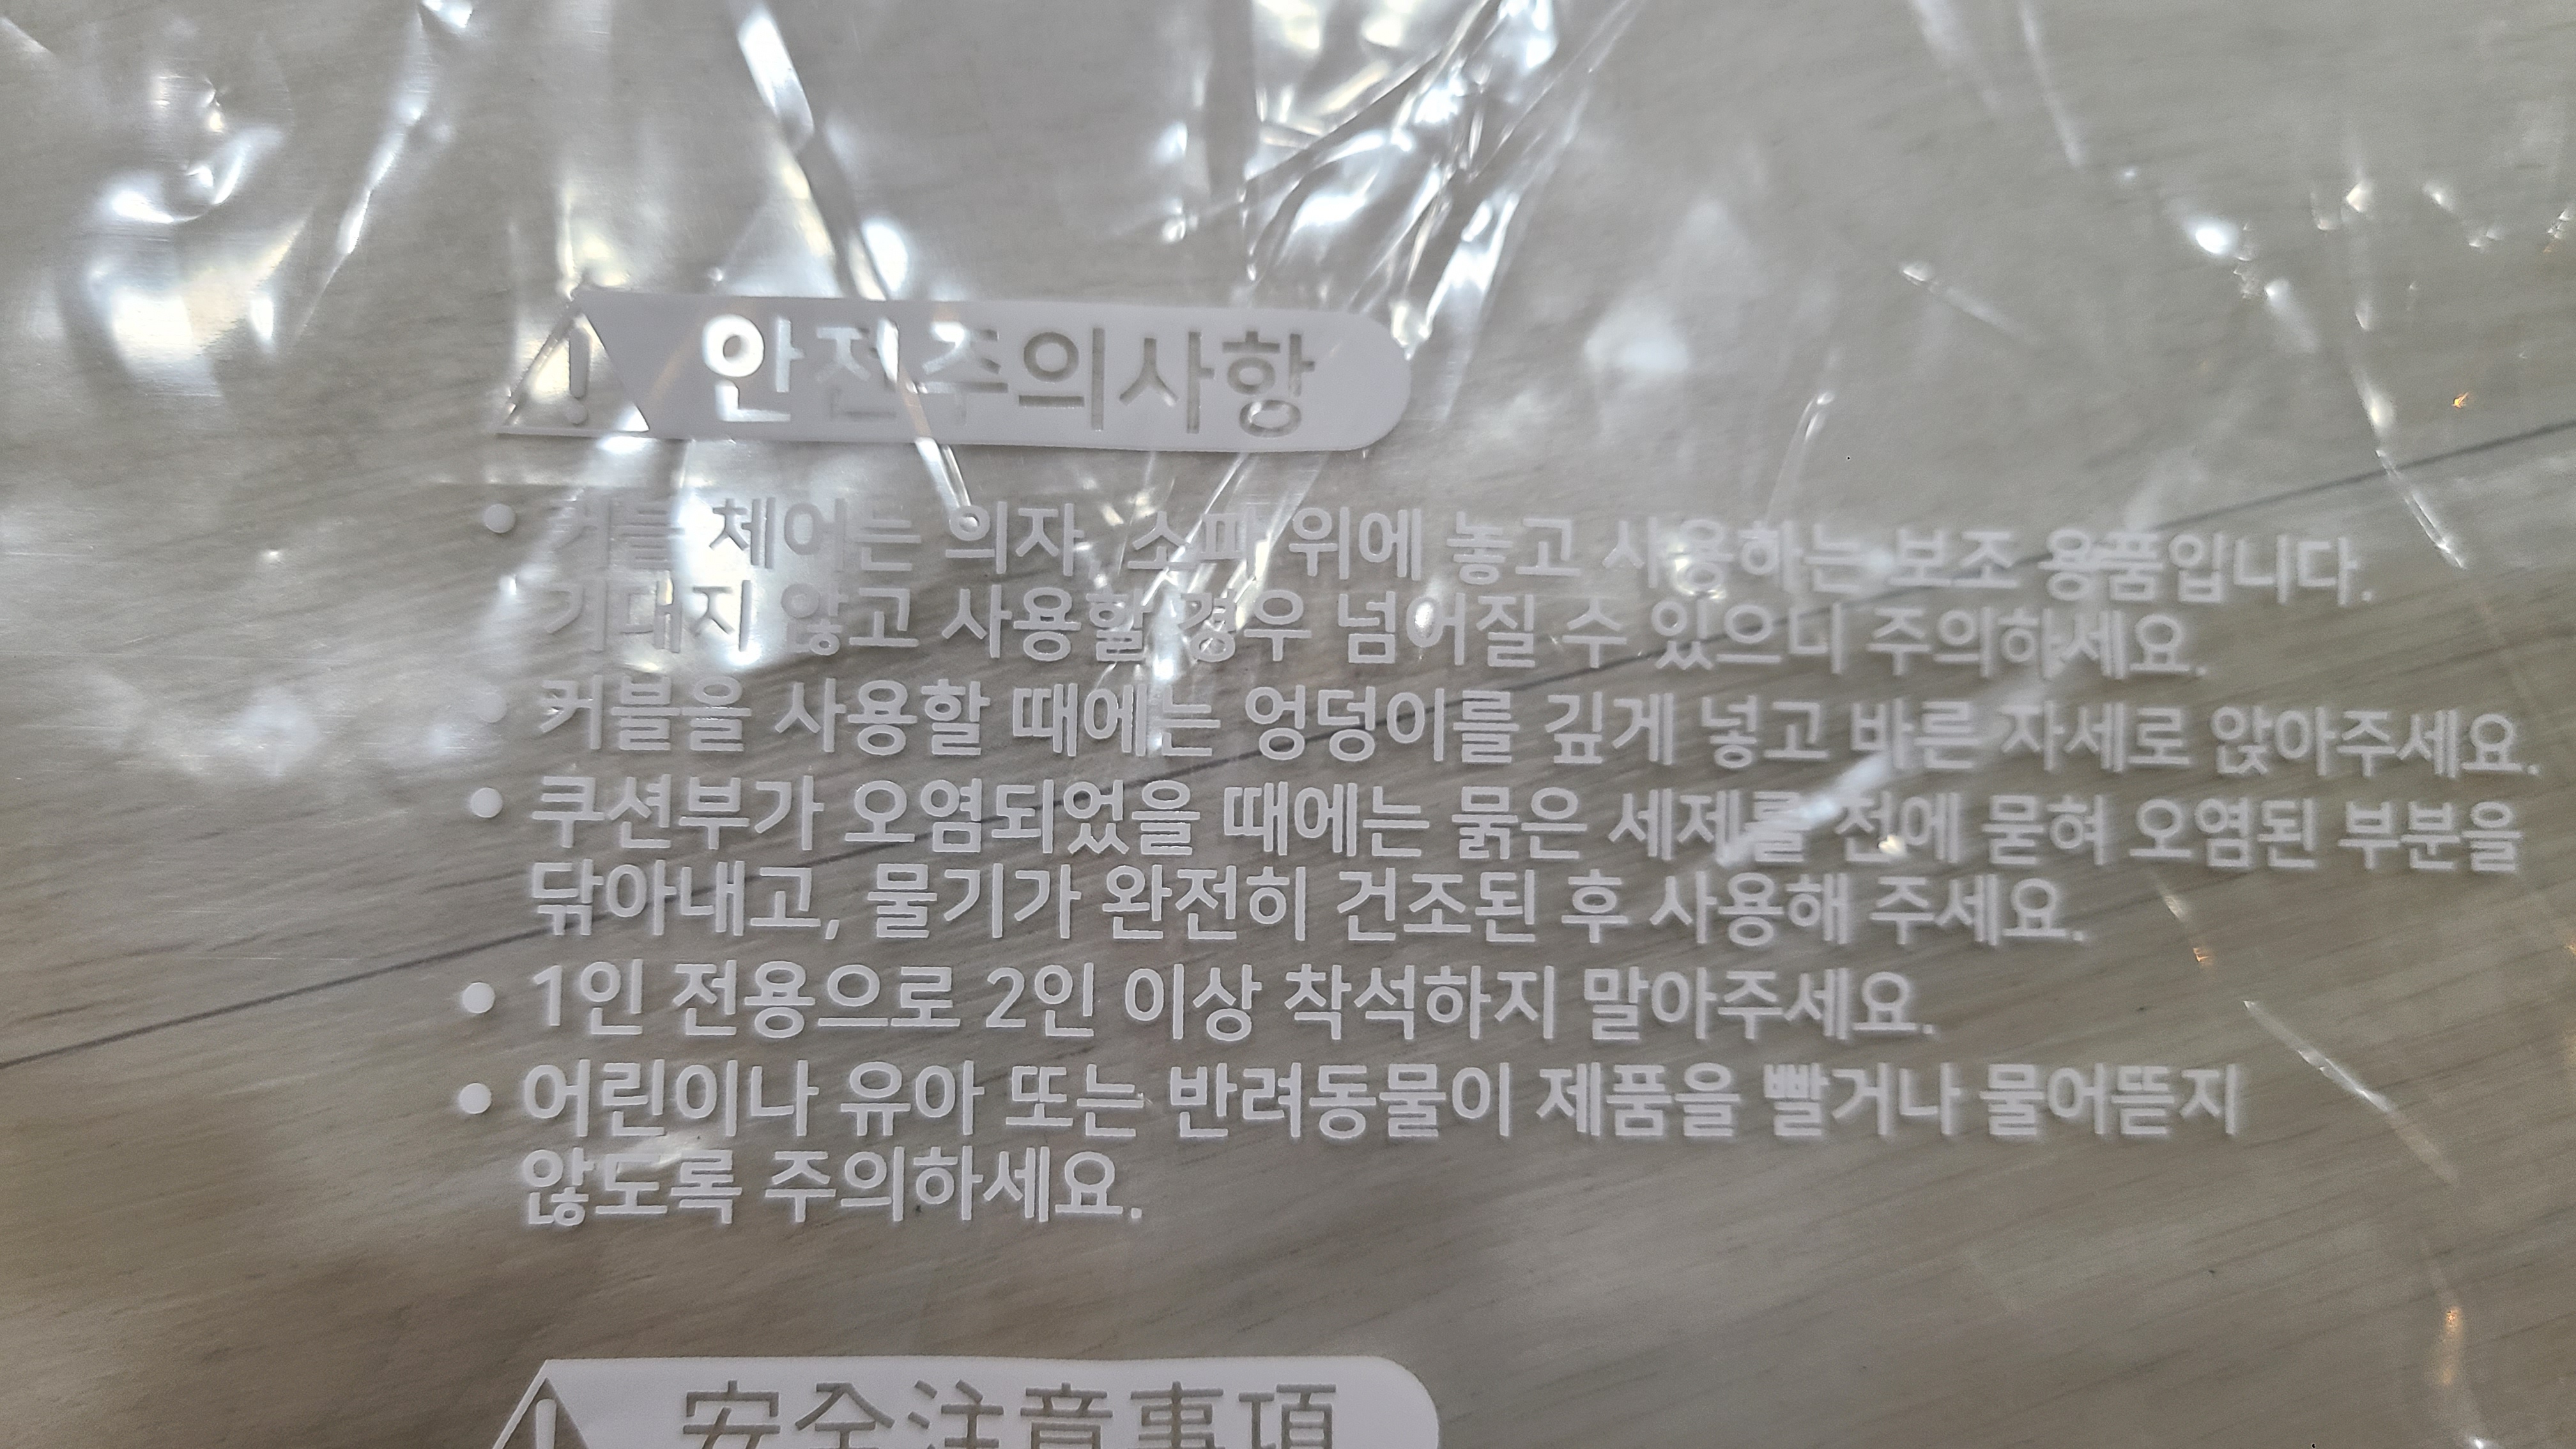 안전주의사항
• 커블 체어는 의자, 소파 위에 놓고 사용하는 보조 용품입니다.
기대지 않고 사용할 경우 넘어질 수 있으니 주의하세요.
• 커블을 사용할 때에는 엉덩이를 깊게 넣고 바른 자세로 앉아주세요.
• 쿠션부가 오염되었을 때에는 묽은 세제를 천에 묻혀 오염된 부분을
닦아내고, 물기가 완전히 건조된 후 사용해 주세요.
• 1인 전용으로 2인 이상 착석하지 말아주세요.
• 어린이나 유아 또는 반려동물이 제품을 빨거나 물어뜯지
않도록 주의하세요.
安全注意事項